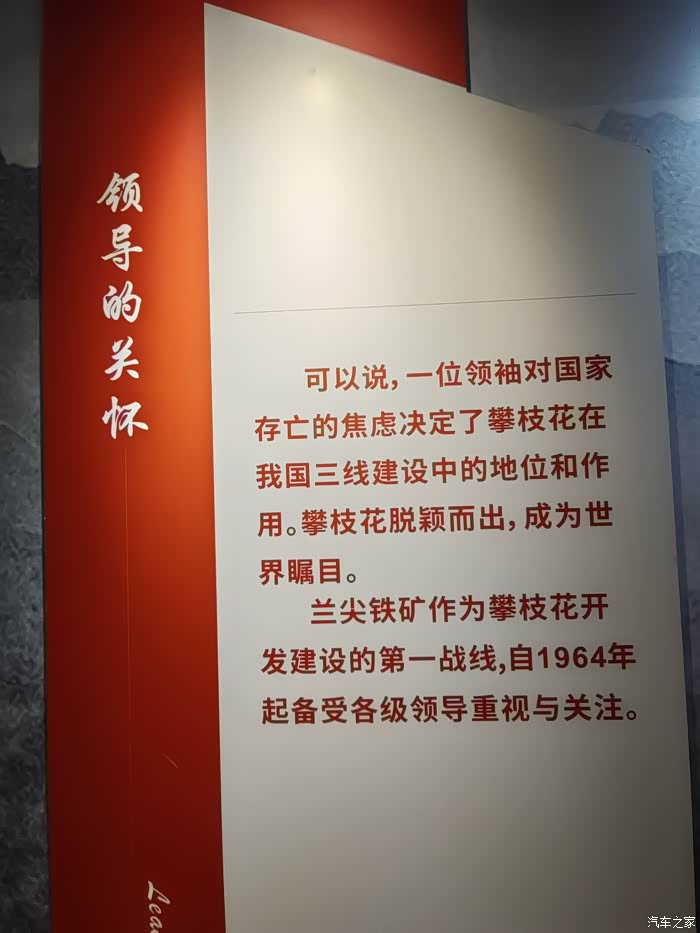 领导的关怀
可以说，一位领袖对国家
存亡的焦虑决定了攀枝花在
我国三线建设中的地位和作
用。攀枝花脱颖而出，成为世
界瞩目。
兰尖铁矿作为攀枝花开
发建设的第一战线,自1964年
起备受各级领导重视与关注。
汽车之家